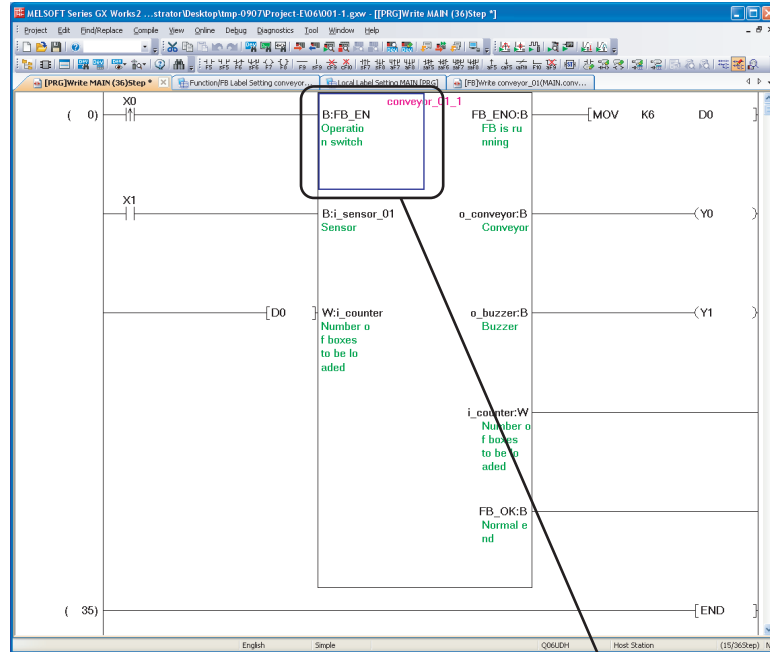 MELSOFT Series GX Works2 ...strator\Desktop\tmp-0907\Project-E\06\001-1.gxw - [[PRG]Write MAIN (36)Step *]
Project Edit Find/Replace Compile View Online Debug Diagnostics Tool Window Help
[PRG]Write MAIN (36)Step *
Function/FB Label Setting conveyor...
Local Label Setting MAIN [PRG]
[FB]Write conveyor_01(MAIN.conv...
conveyor_01_1
( 0)
X0
B:FB_EN
FB_ENO:B
[MOV K6 D0 ]
Operatio
n switch
FB is ru
nning
X1
B:i_sensor_01
o_conveyor:B
(Y0 )
Sensor
Conveyor
[D0 ]
W:i_counter
o_buzzer:B
(Y1 )
Number o
f boxes
to be lo
aded
Buzzer
i_counter:W
Number o
f boxes
to be lo
aded
FB_OK:B
Normal e
nd
( 35)
[END ]
English Simple Q06UDH Host Station (15/36Step)